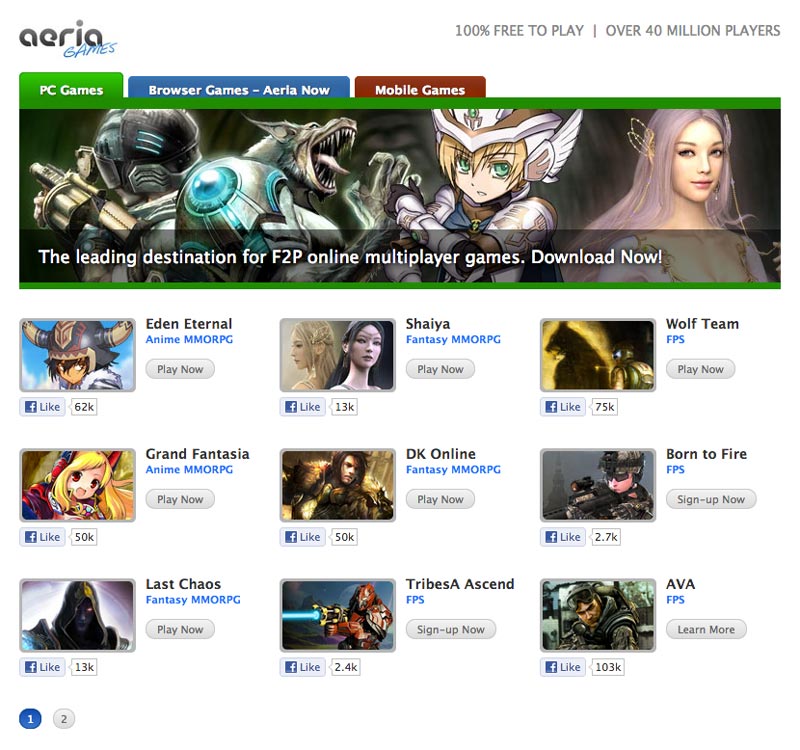 aeria
GAMES
100% FREE TO PLAY | OVER 40 MILLION PLAYERS
PC Games
Browser Games – Aeria Now
Mobile Games
The leading destination for F2P online multiplayer games. Download Now!
Eden Eternal
Anime MMORPG
Play Now
Like 62k
Shaiya
Fantasy MMORPG
Play Now
Like 13k
Wolf Team
FPS
Play Now
Like 75k
Grand Fantasia
Anime MMORPG
Play Now
Like 50k
DK Online
Fantasy MMORPG
Play Now
Like 50k
Born to Fire
FPS
Sign-up Now
Like 2.7k
Last Chaos
Fantasy MMORPG
Play Now
Like 13k
TribesA Ascend
FPS
Sign-up Now
Like 2.4k
AVA
FPS
Learn More
Like 103k
1 2